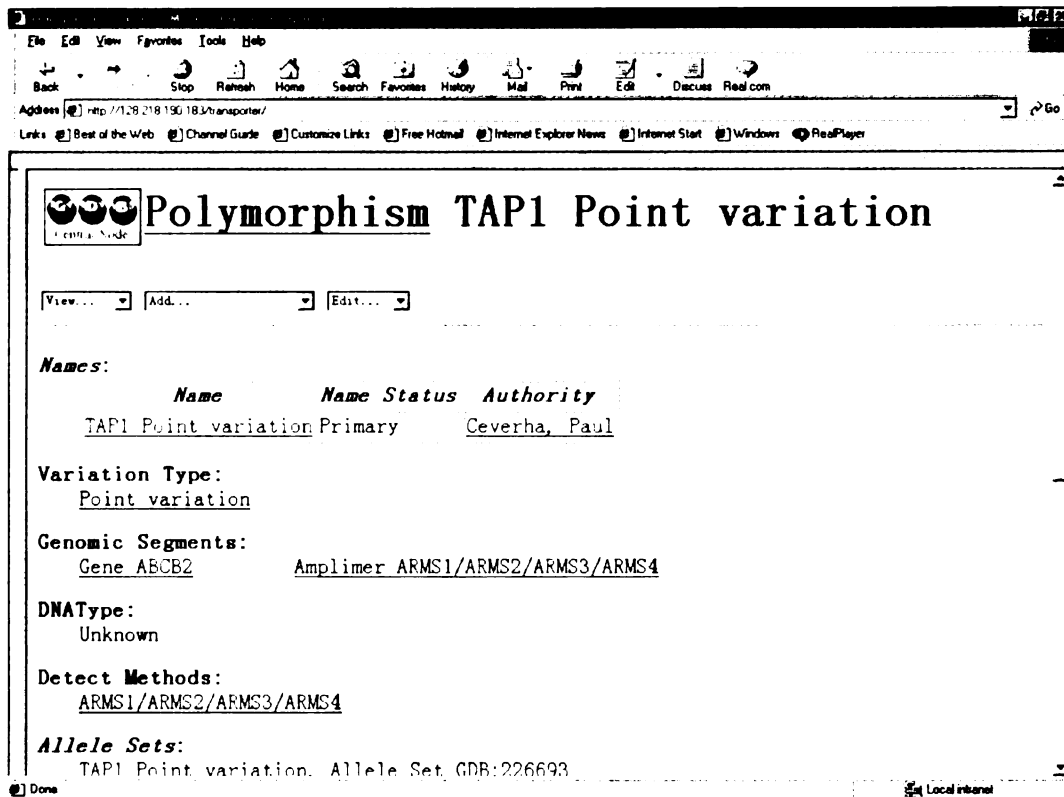 File Edit View Favorites Tools Help
Back Stop Refresh Home Search Favorites History Mail Print Edit Discuss Real.com
Address http://128.218.190.183/transporter/ Go
Links Best of the Web Channel Guide Customize Links Free Hotmail Internet Explorer News Internet Start Windows RealPlayer
Central Node
Polymorphism TAP1 Point variation
View... Add... Edit...
Names:
Name Name Status Authority
TAP1 Point variation Primary Ceverha, Paul
Variation Type:
Point variation
Genomic Segments:
Gene ABCB2 Amplimer ARMS1/ARMS2/ARMS3/ARMS4
DNAType:
Unknown
Detect Methods:
ARMS1/ARMS2/ARMS3/ARMS4
Allele Sets:
TAP1 Point variation, Allele Set GDB:226693
Done Local intranet